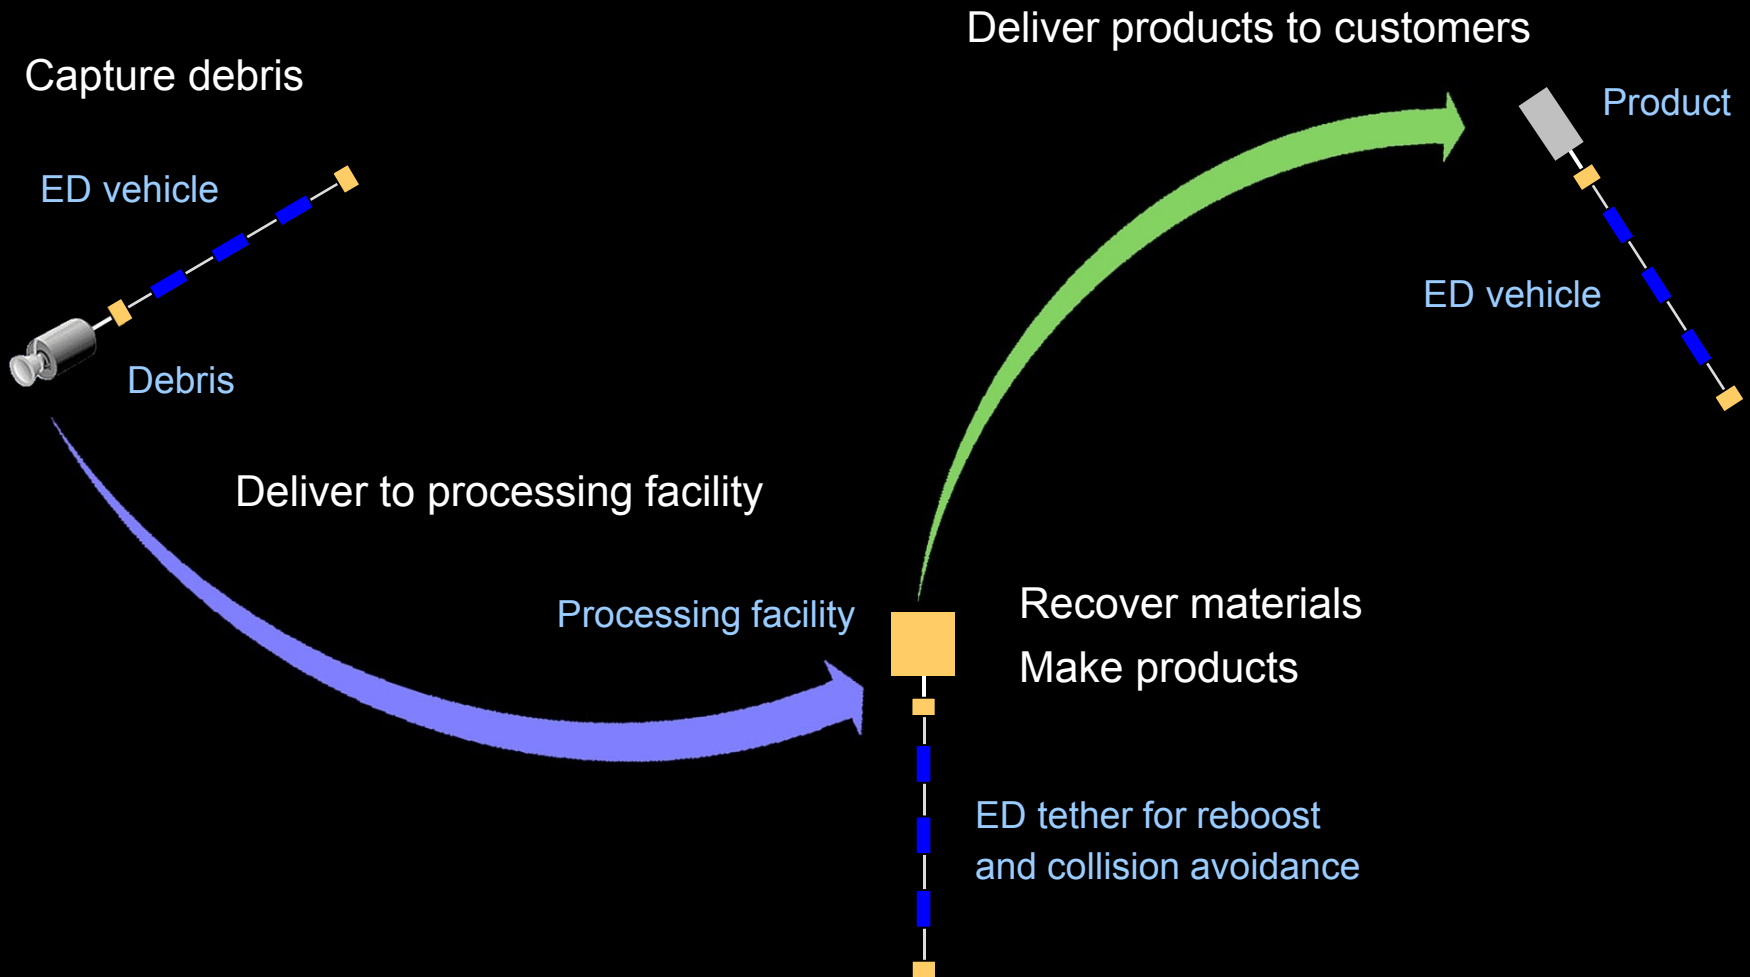 Deliver products to customers
Capture debris
Product
ED vehicle
ED vehicle
Debris
Deliver to processing facility
Processing facility
Recover materials
Make products
ED tether for reboost
and collision avoidance